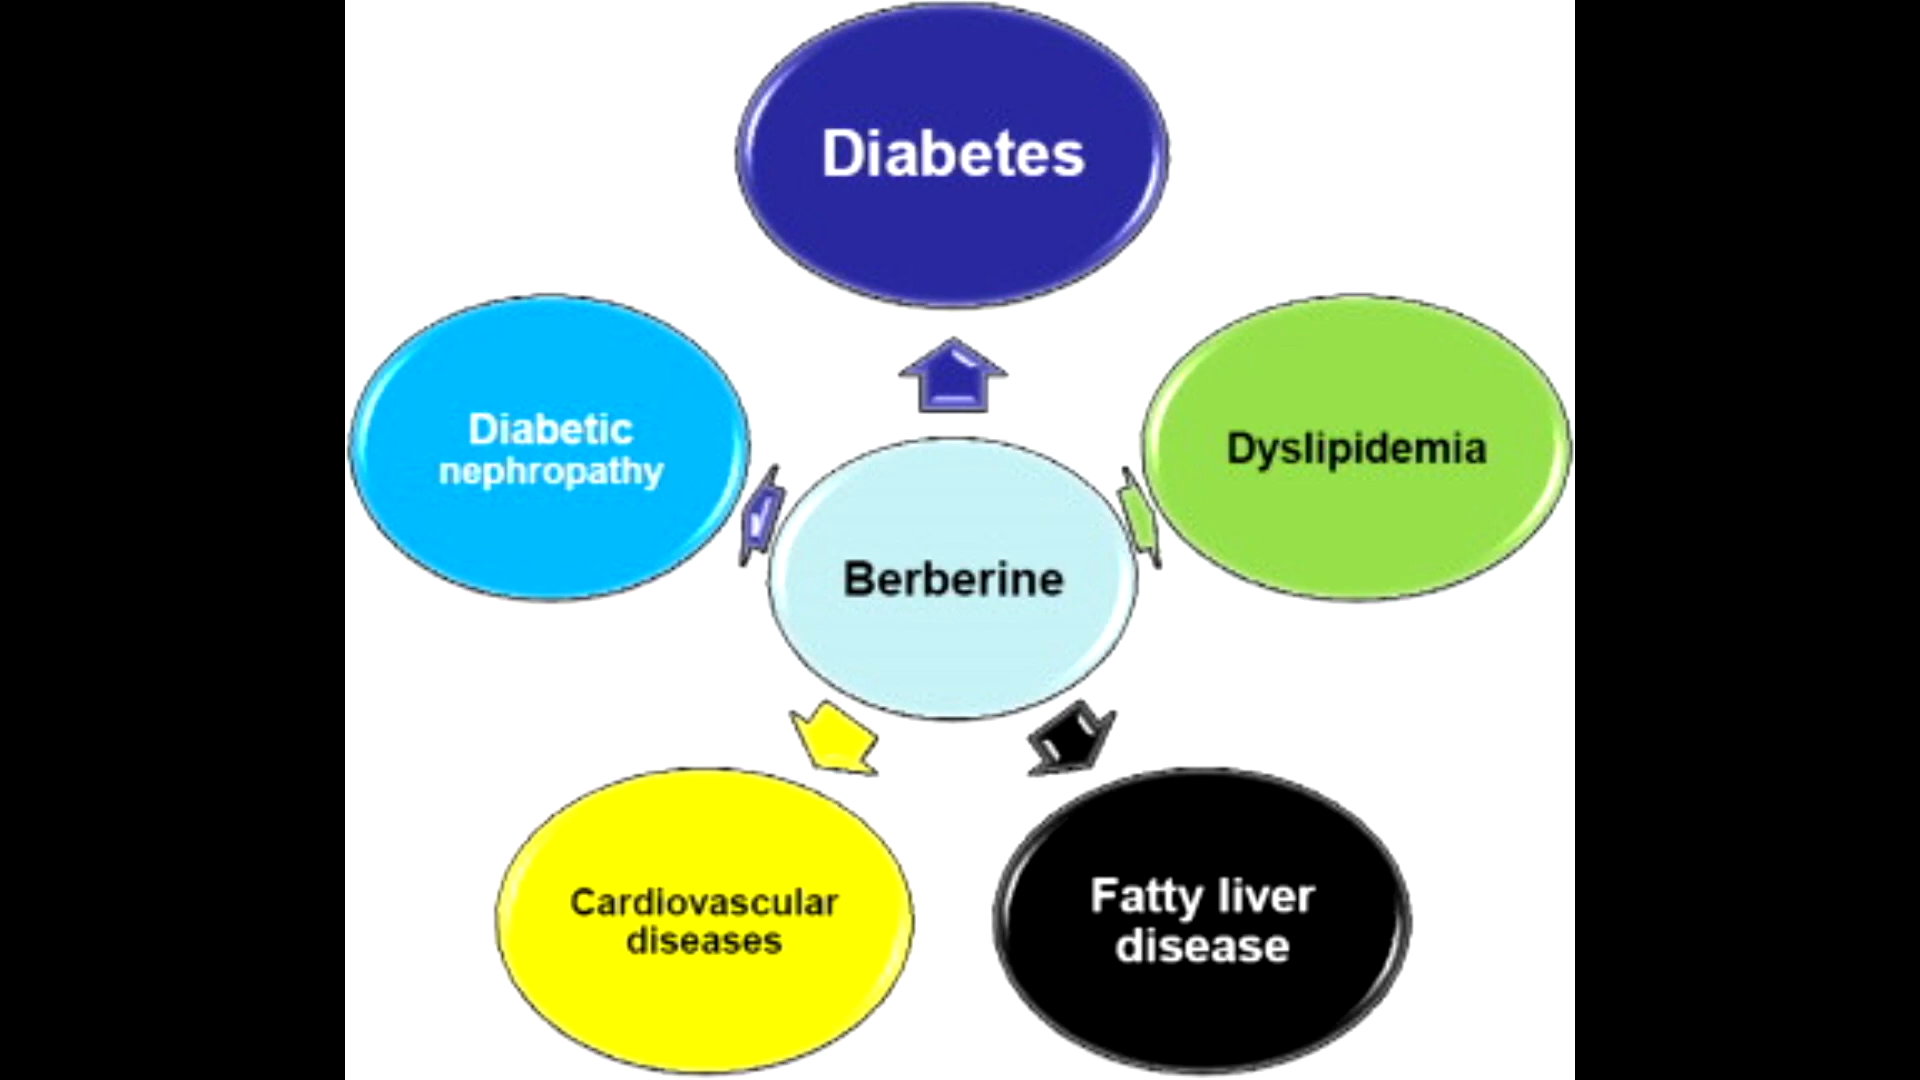 Diabetes
Diabetic
nephropathy
Dyslipidemia
Berberine
Cardiovascular
diseases
Fatty liver
disease